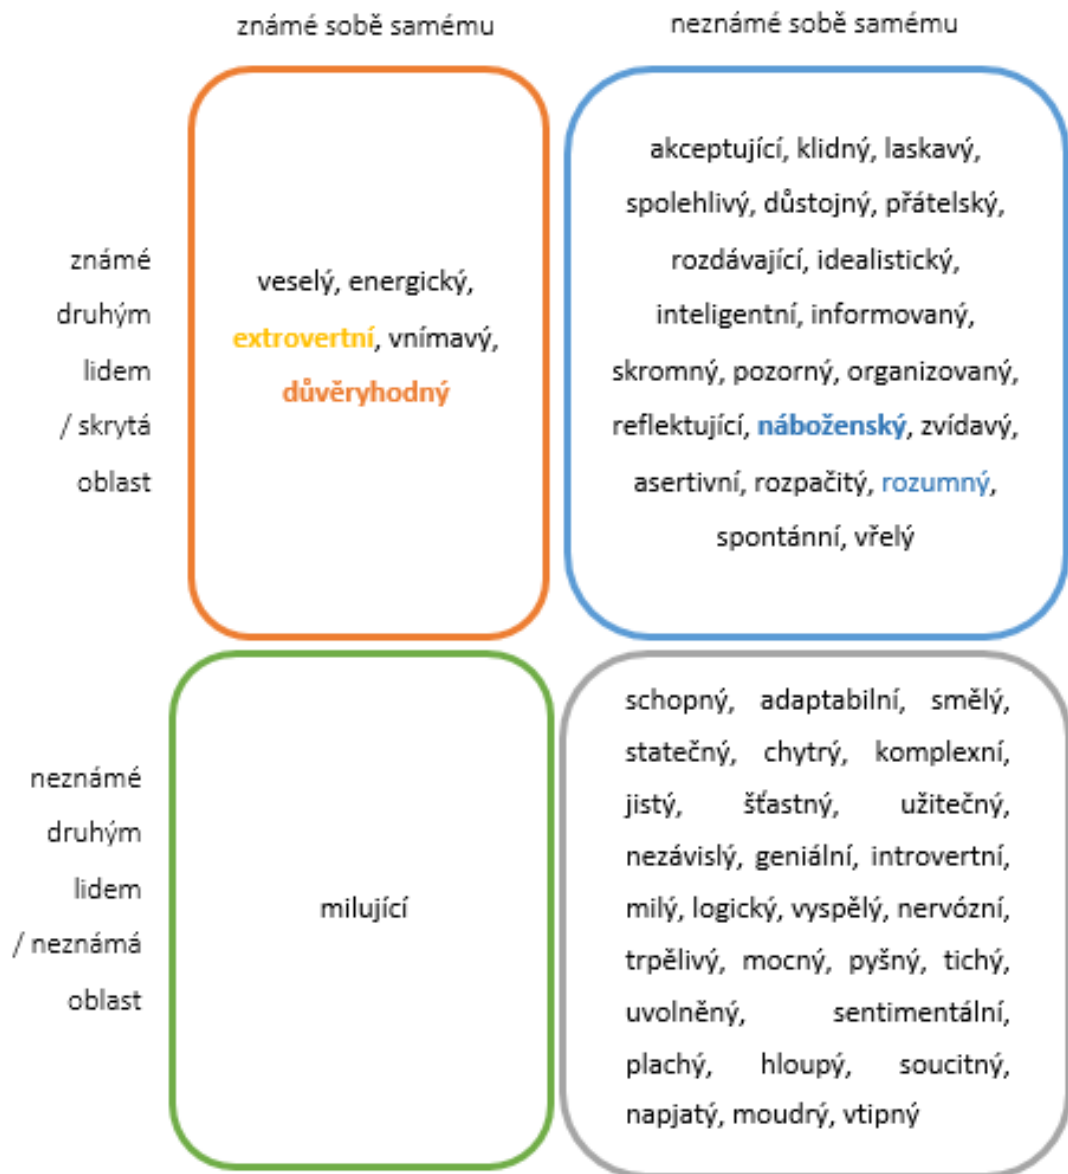 známé sobě samému
neznámé sobě samému
známé
druhým
lidem
/ skrytá
oblast
veselý, energický,
extrovertní, vnímavý,
důvěryhodný
akceptující, klidný, laskavý,
spolehlivý, důstojný, přátelský,
rozdávající, idealistický,
inteligentní, informovaný,
skromný, pozorný, organizovaný,
reflektující, náboženský, zvídavý,
asertivní, rozpačitý, rozumný,
spontánní, vřelý
neznámé
druhým
lidem
/ neznámá
oblast
milující
schopný, adaptabilní, smělý,
statečný, chytrý, komplexní,
jistý, šťastný, užitečný,
nezávislý, geniální, introvertní,
milý, logický, vyspělý, nervózní,
trpělivý, mocný, pyšný, tichý,
uvolněný, sentimentální,
plachý, hloupý, soucitný,
napjatý, moudrý, vtipný